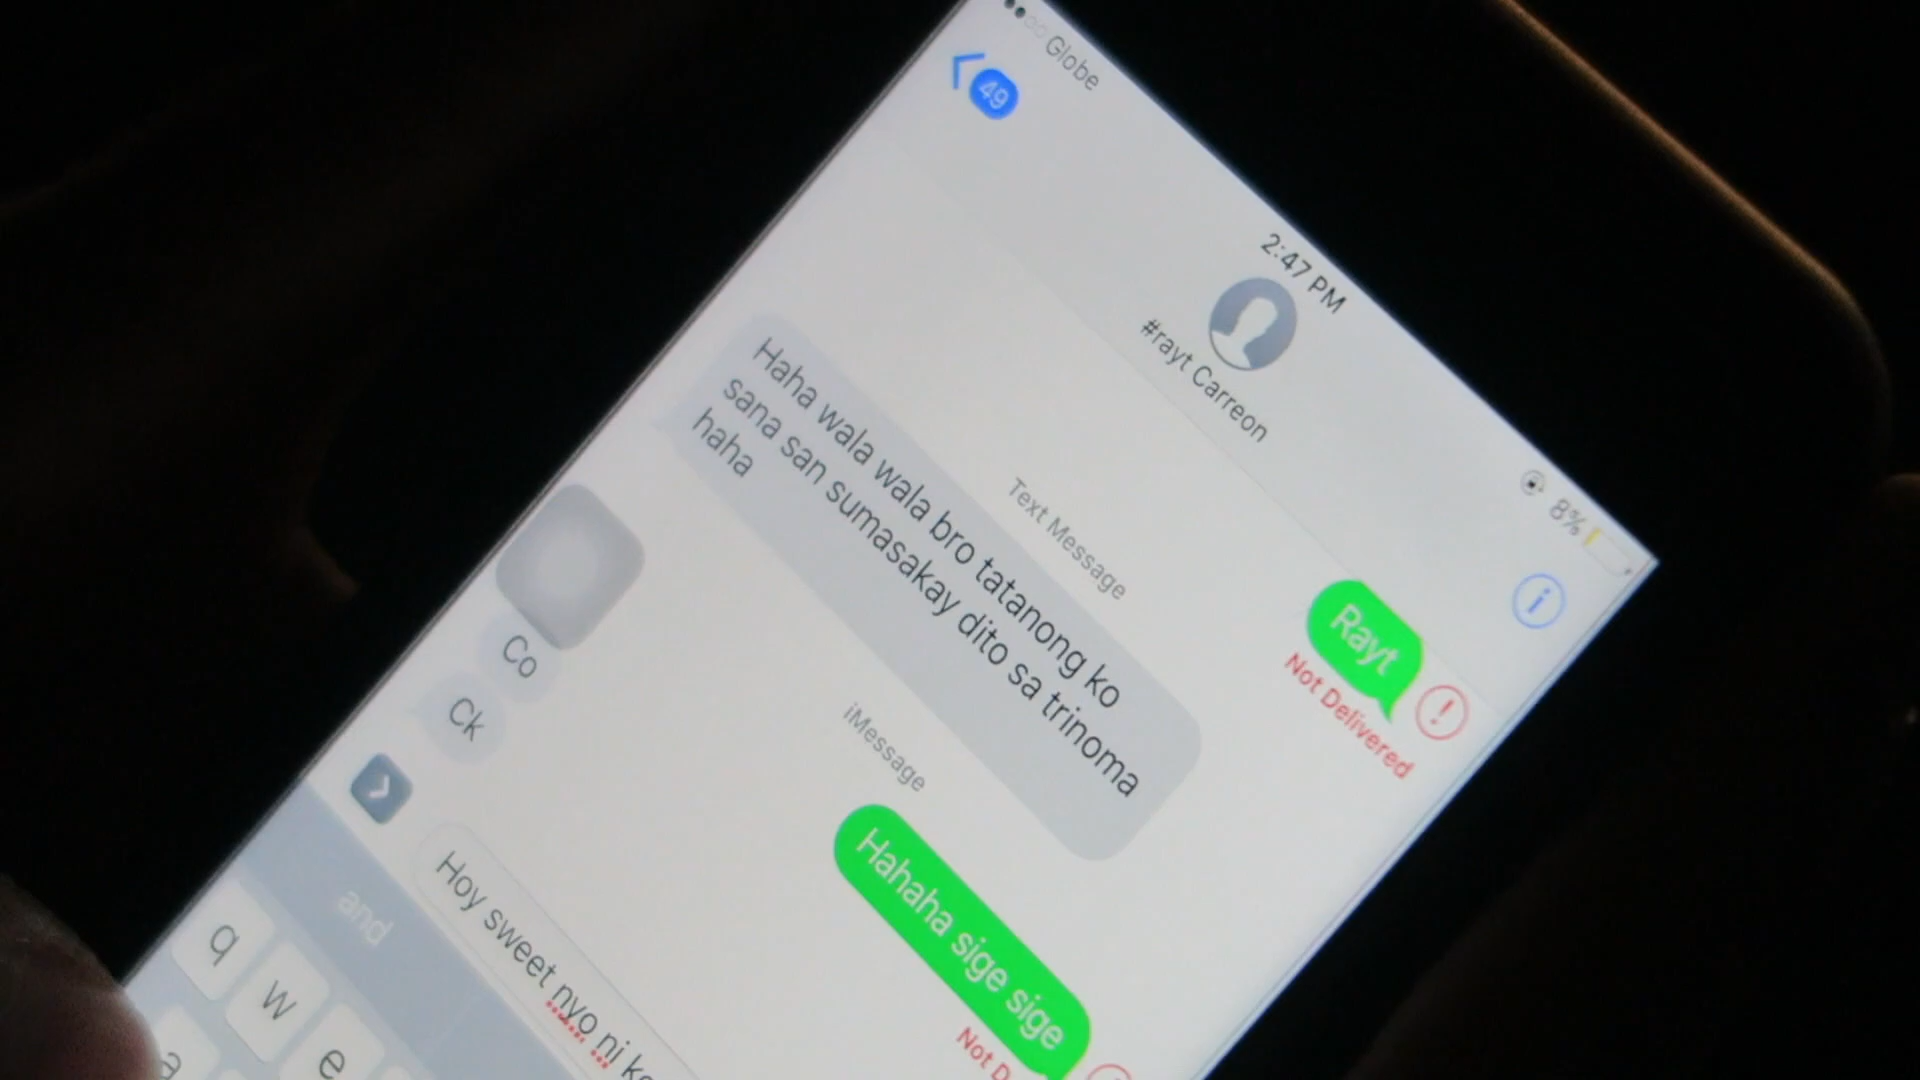 Globe
2:47 PM
8%
49
#rayt Carreon
Rayt
Not Delivered
Text Message
Haha wala wala bro tatanong ko
sana san sumasakay dito sa trinoma
haha
iMessage
Hahaha sige sige
Not
Co
Ck
Hoy sweet nyo ni
and
q w e
a